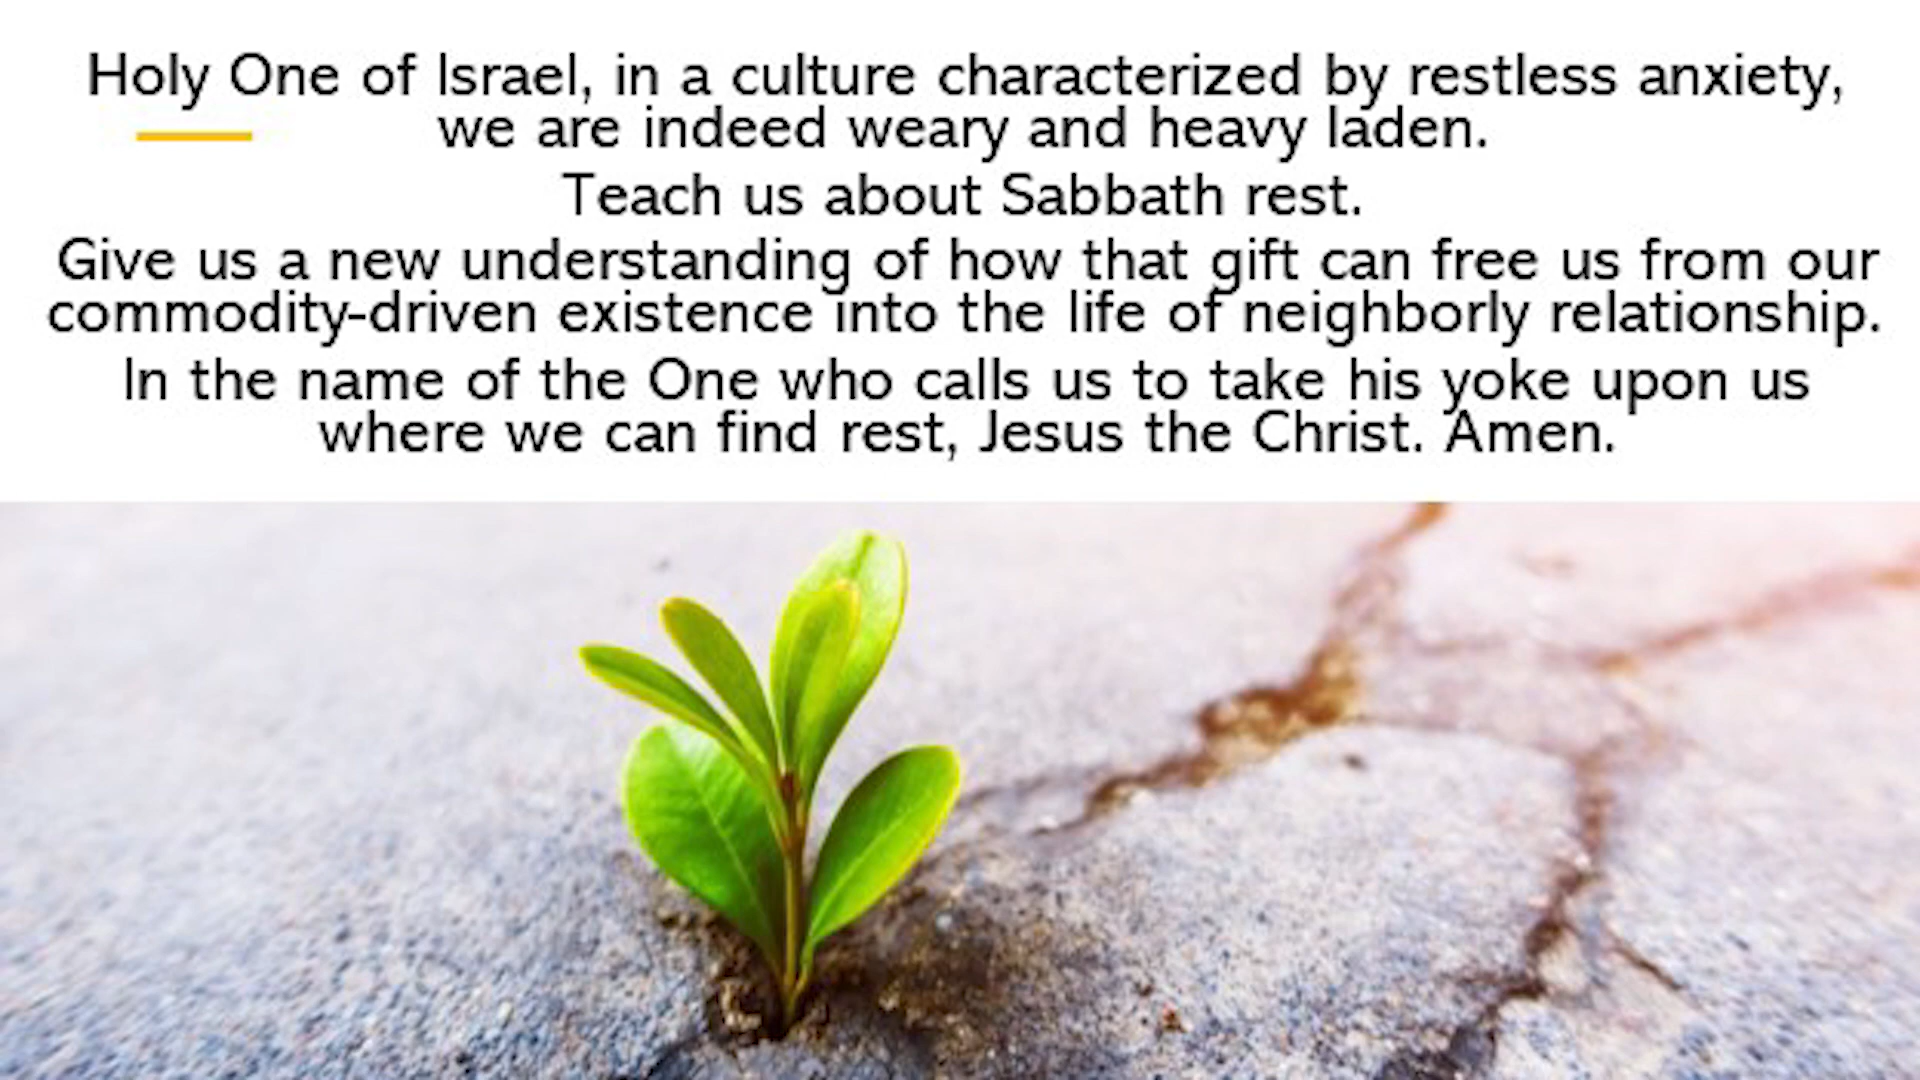 Holy One of Israel, in a culture characterized by restless anxiety,
we are indeed weary and heavy laden.
Teach us about Sabbath rest.
Give us a new understanding of how that gift can free us from our
commodity-driven existence into the life of neighborly relationship.
In the name of the One who calls us to take his yoke upon us
where we can find rest, Jesus the Christ. Amen.